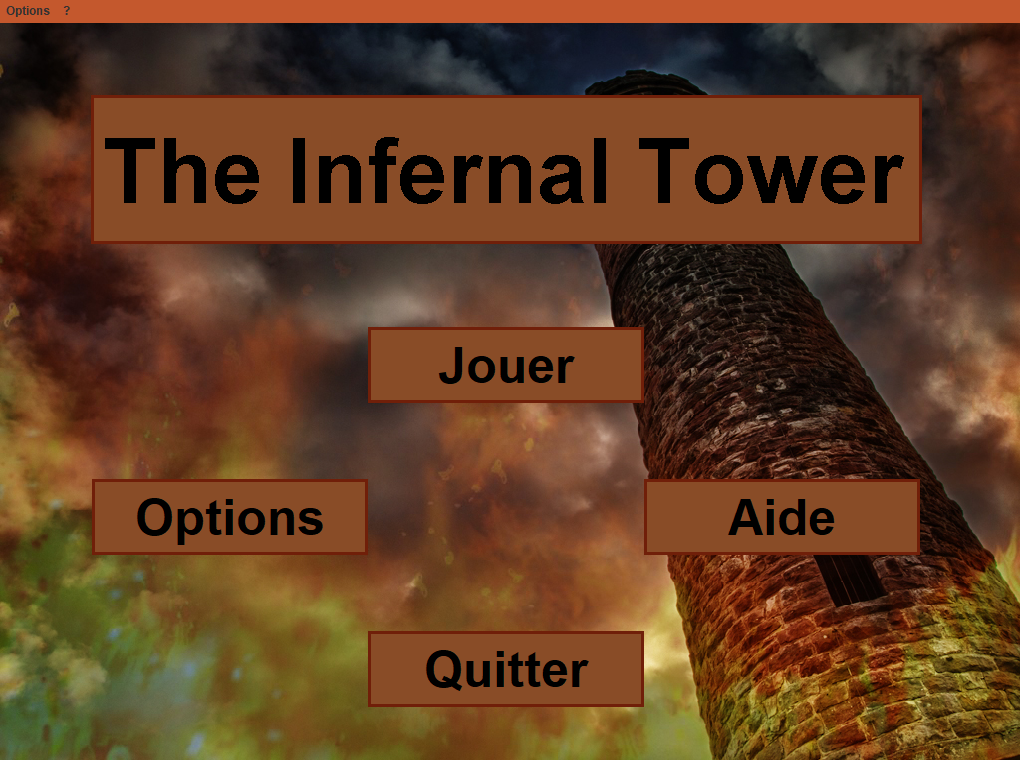 Options ?
The Infernal Tower
Jouer
Options
Aide
Quitter